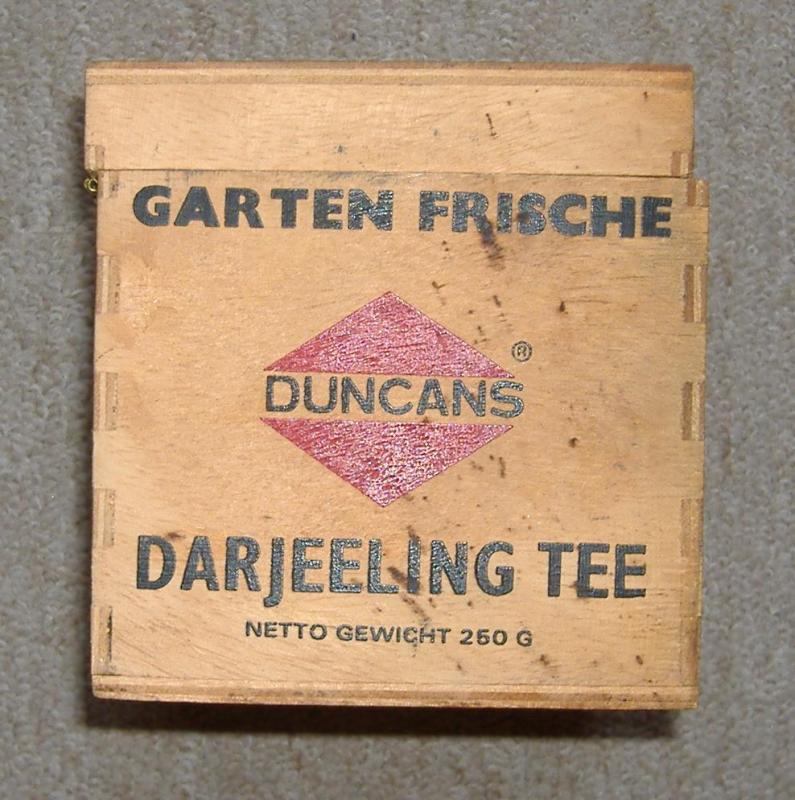 GARTEN FRISCHE
DUNCANS ®
DARJEELING TEE
NETTO GEWICHT 250 G